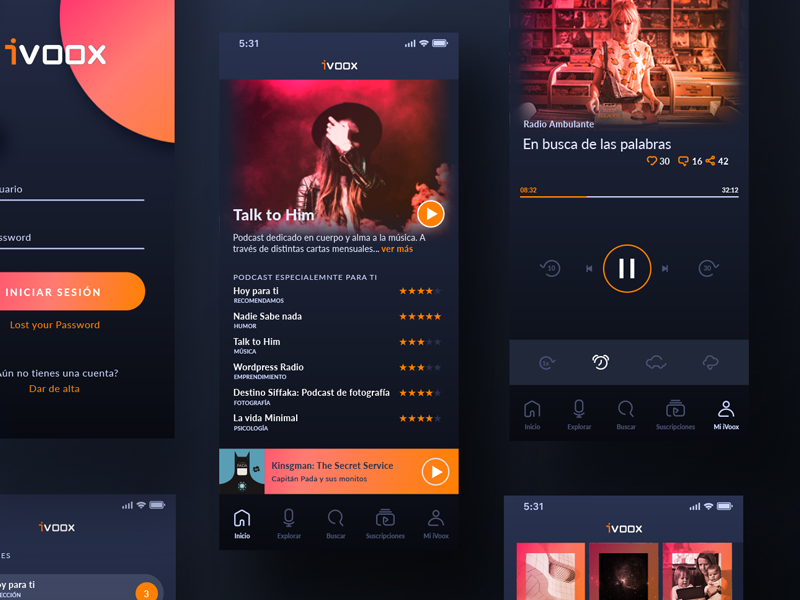 iVOOX
uario
ssword
INICIAR SESIÓN
Lost your Password
Aún no tienes una cuenta?
Dar de alta
iVOOX
ES
oy para ti
ECCIÓN
3
5:31
iVOOX
Talk to Him
Podcast dedicado en cuerpo y alma a la música. A
través de distintas cartas mensuales... ver más
PODCAST ESPECIALEMNTE PARA TI
Hoy para ti
RECOMENDAMOS
Nadie Sabe nada
HUMOR
Talk to Him
MÚSICA
Wordpress Radio
EMPRENDIMIENTO
Destino Siffaka: Podcast de fotografía
FOTOGRAFÍA
La vida Minimal
PSICOLOGÍA
Kinsgman: The Secret Service
Capitán Pada y sus monitos
Inicio
Explorar
Buscar
Suscripciones
Mi iVoox
Radio Ambulante
En busca de las palabras
30 16 42
08:32 32:12
10 30
1x
Inicio
Explorar
Buscar
Suscripciones
Mi iVoox
5:31
iVOOX